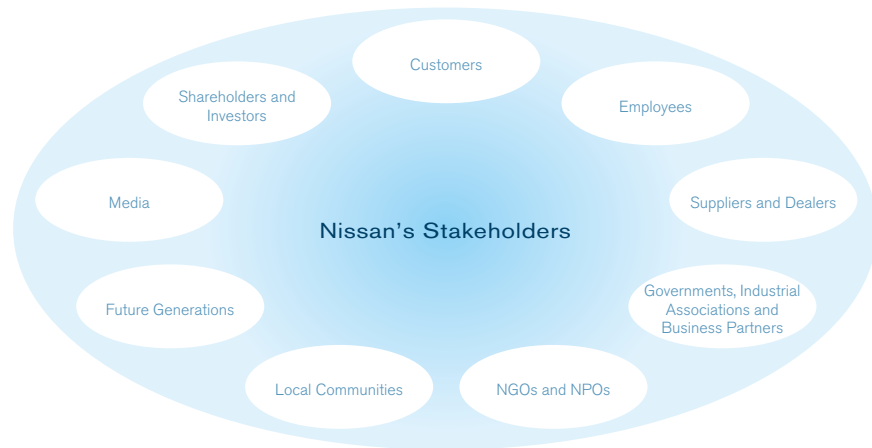 Customers
Shareholders and
Investors
Employees
Media
Suppliers and Dealers
Nissan’s Stakeholders
Future Generations
Governments, Industrial
Associations and
Business Partners
Local Communities
NGOs and NPOs